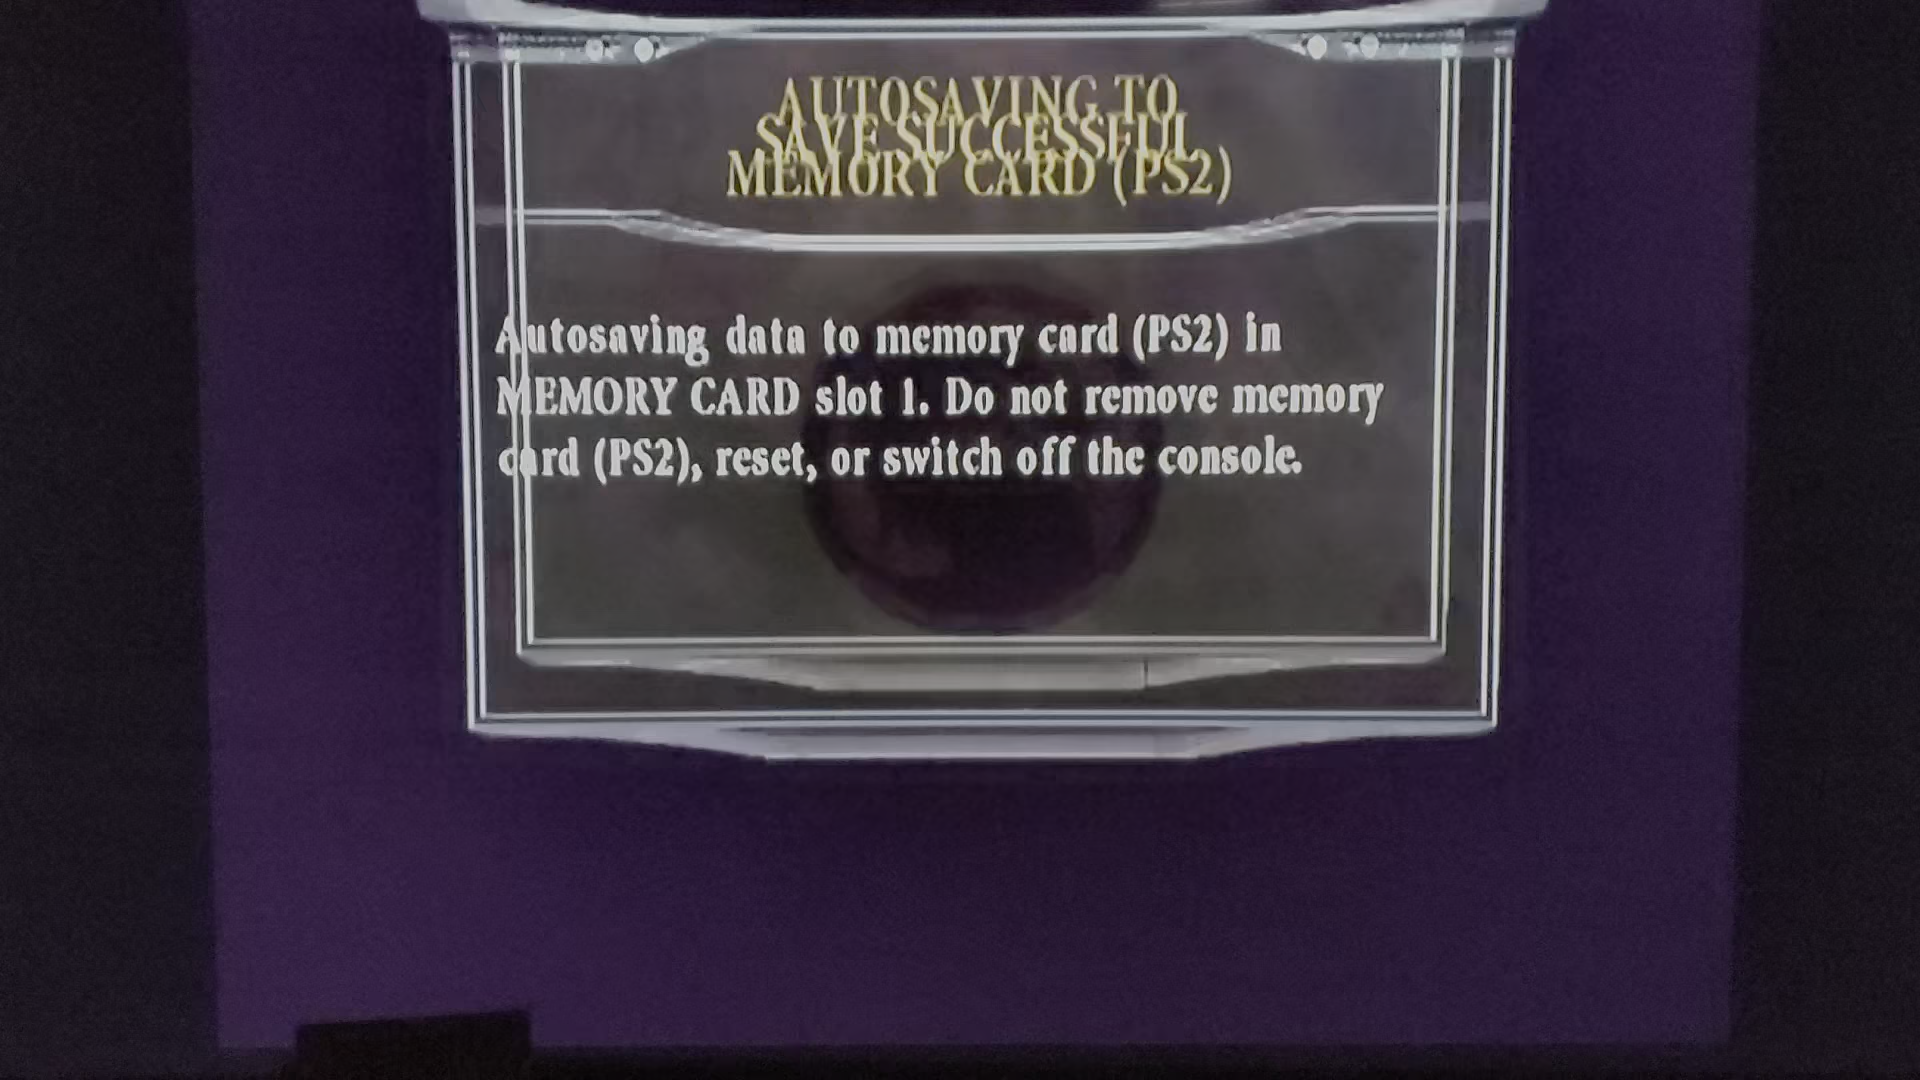 AUTOSAVING TO
SAVE SUCCESSFUL
MEMORY CARD (PS2)
Autosaving data to memory card (PS2) in
MEMORY CARD slot 1. Do not remove memory
card (PS2), reset, or switch off the console.